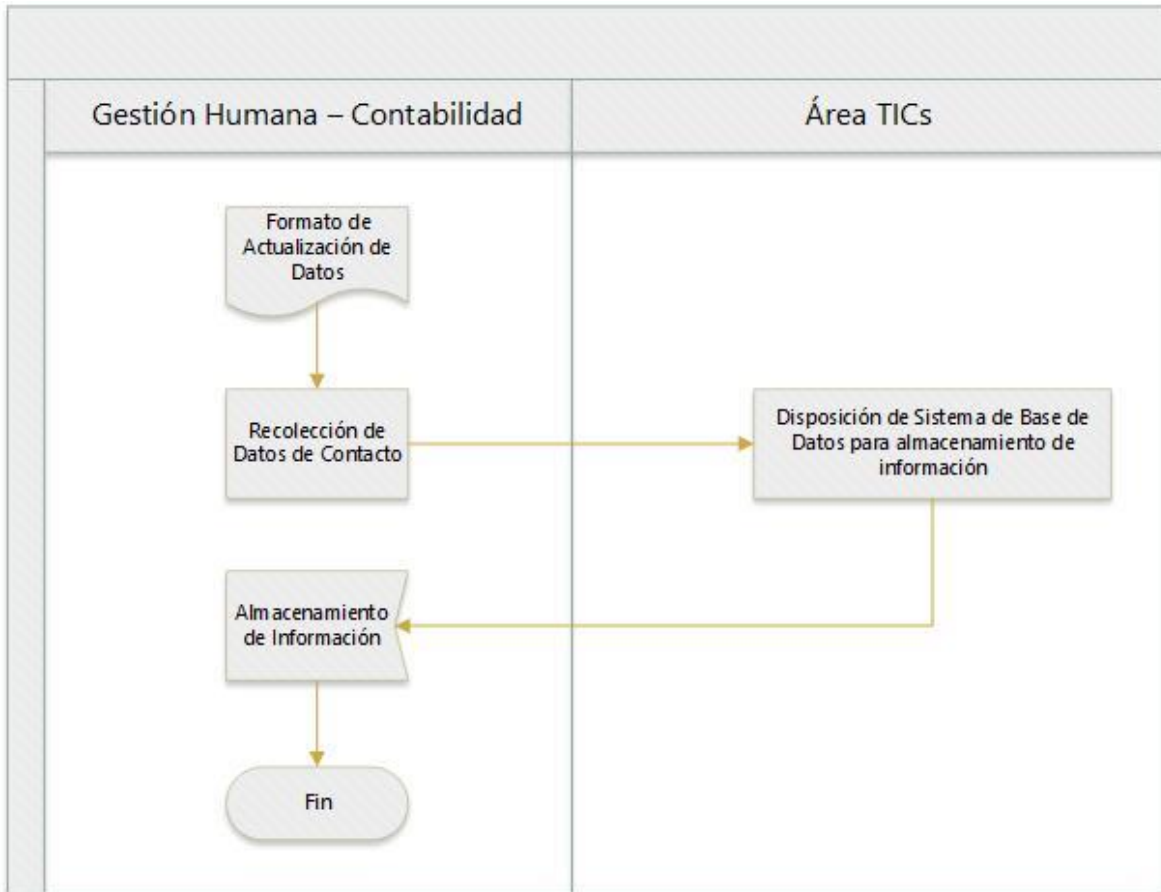 Gestión Humana – Contabilidad
Área TICs
Formato de
Actualización de
Datos
Recolección de
Datos de Contacto
Disposición de Sistema de Base de
Datos para almacenamiento de
información
Almacenamiento
de Información
Fin